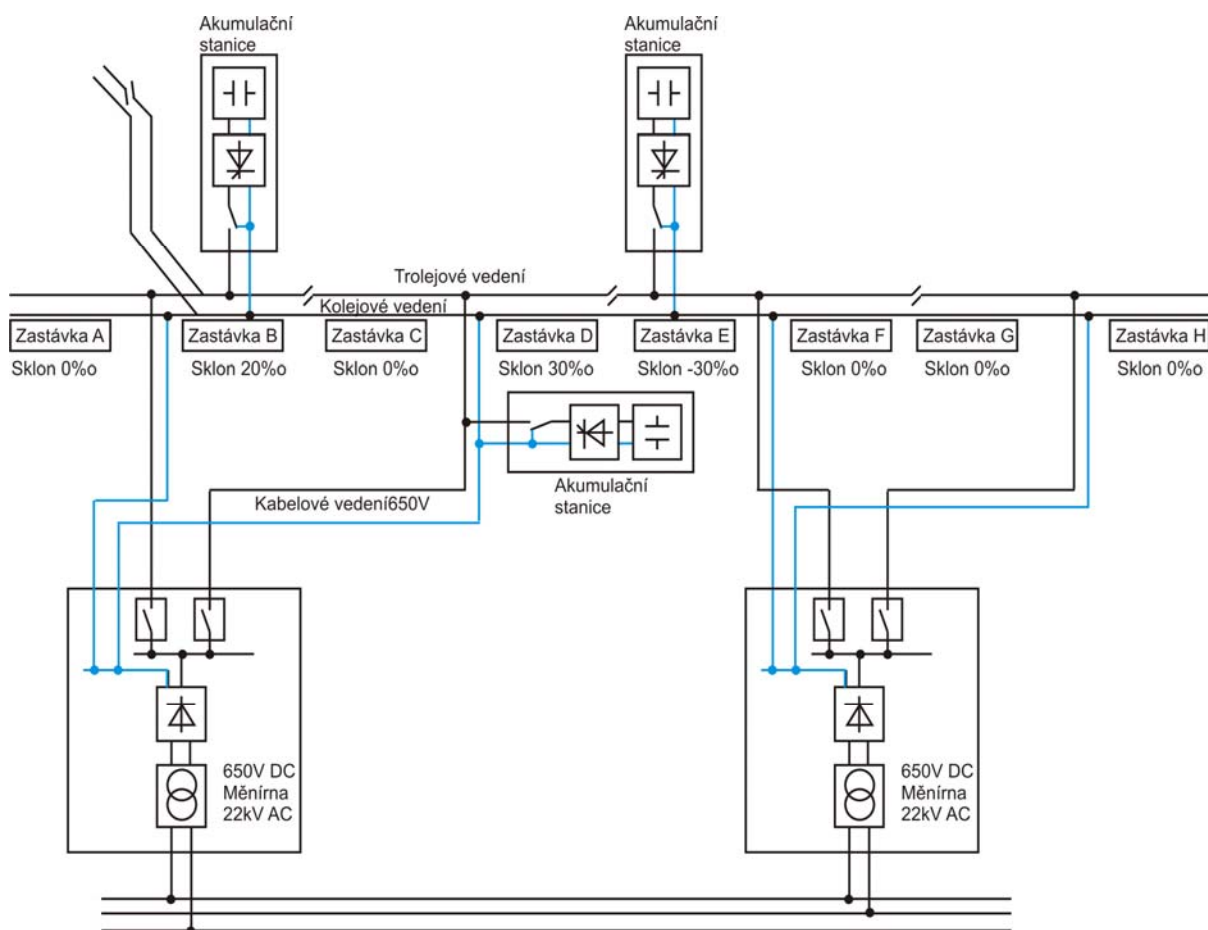 Akumulační
stanice
Akumulační
stanice
Trolejové vedení
Kolejové vedení
Zastávka A
Zastávka B
Zastávka C
Zastávka D
Zastávka E
Zastávka F
Zastávka G
Zastávka H
Sklon 0%o
Sklon 20%o
Sklon 0%o
Sklon 30%o
Sklon -30%o
Sklon 0%o
Sklon 0%o
Sklon 0%o
Akumulační
stanice
Kabelové vedení650V
650V DC
Měnírna
22kV AC
650V DC
Měnírna
22kV AC